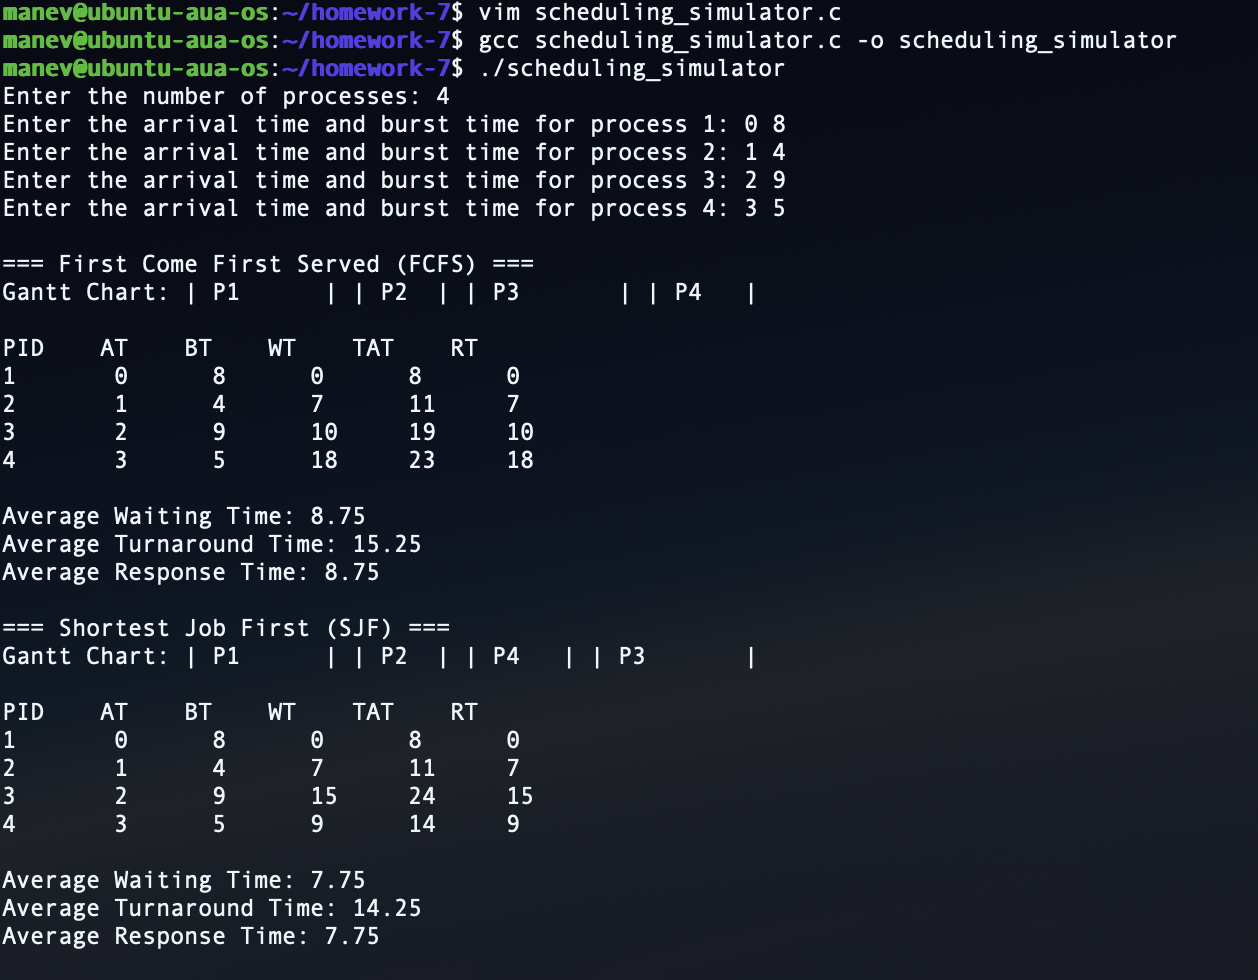 manev@ubuntu-aua-os:~/homework-7$ vim scheduling_simulator.c
manev@ubuntu-aua-os:~/homework-7$ gcc scheduling_simulator.c -o scheduling_simulator
manev@ubuntu-aua-os:~/homework-7$ ./scheduling_simulator
Enter the number of processes: 4
Enter the arrival time and burst time for process 1: 0 8
Enter the arrival time and burst time for process 2: 1 4
Enter the arrival time and burst time for process 3: 2 9
Enter the arrival time and burst time for process 4: 3 5
=== First Come First Served (FCFS) ===
Gantt Chart: | P1      | | P2  | | P3       | | P4   |
PID    AT    BT    WT    TAT    RT
1       0      8      0      8      0
2       1      4      7      11     7
3       2      9      10     19     10
4       3      5      18     23     18
Average Waiting Time: 8.75
Average Turnaround Time: 15.25
Average Response Time: 8.75
=== Shortest Job First (SJF) ===
Gantt Chart: | P1      | | P2  | | P4   | | P3       |
PID    AT    BT    WT    TAT    RT
1       0      8      0      8      0
2       1      4      7      11     7
3       2      9      15     24     15
4       3      5      9      14     9
Average Waiting Time: 7.75
Average Turnaround Time: 14.25
Average Response Time: 7.75